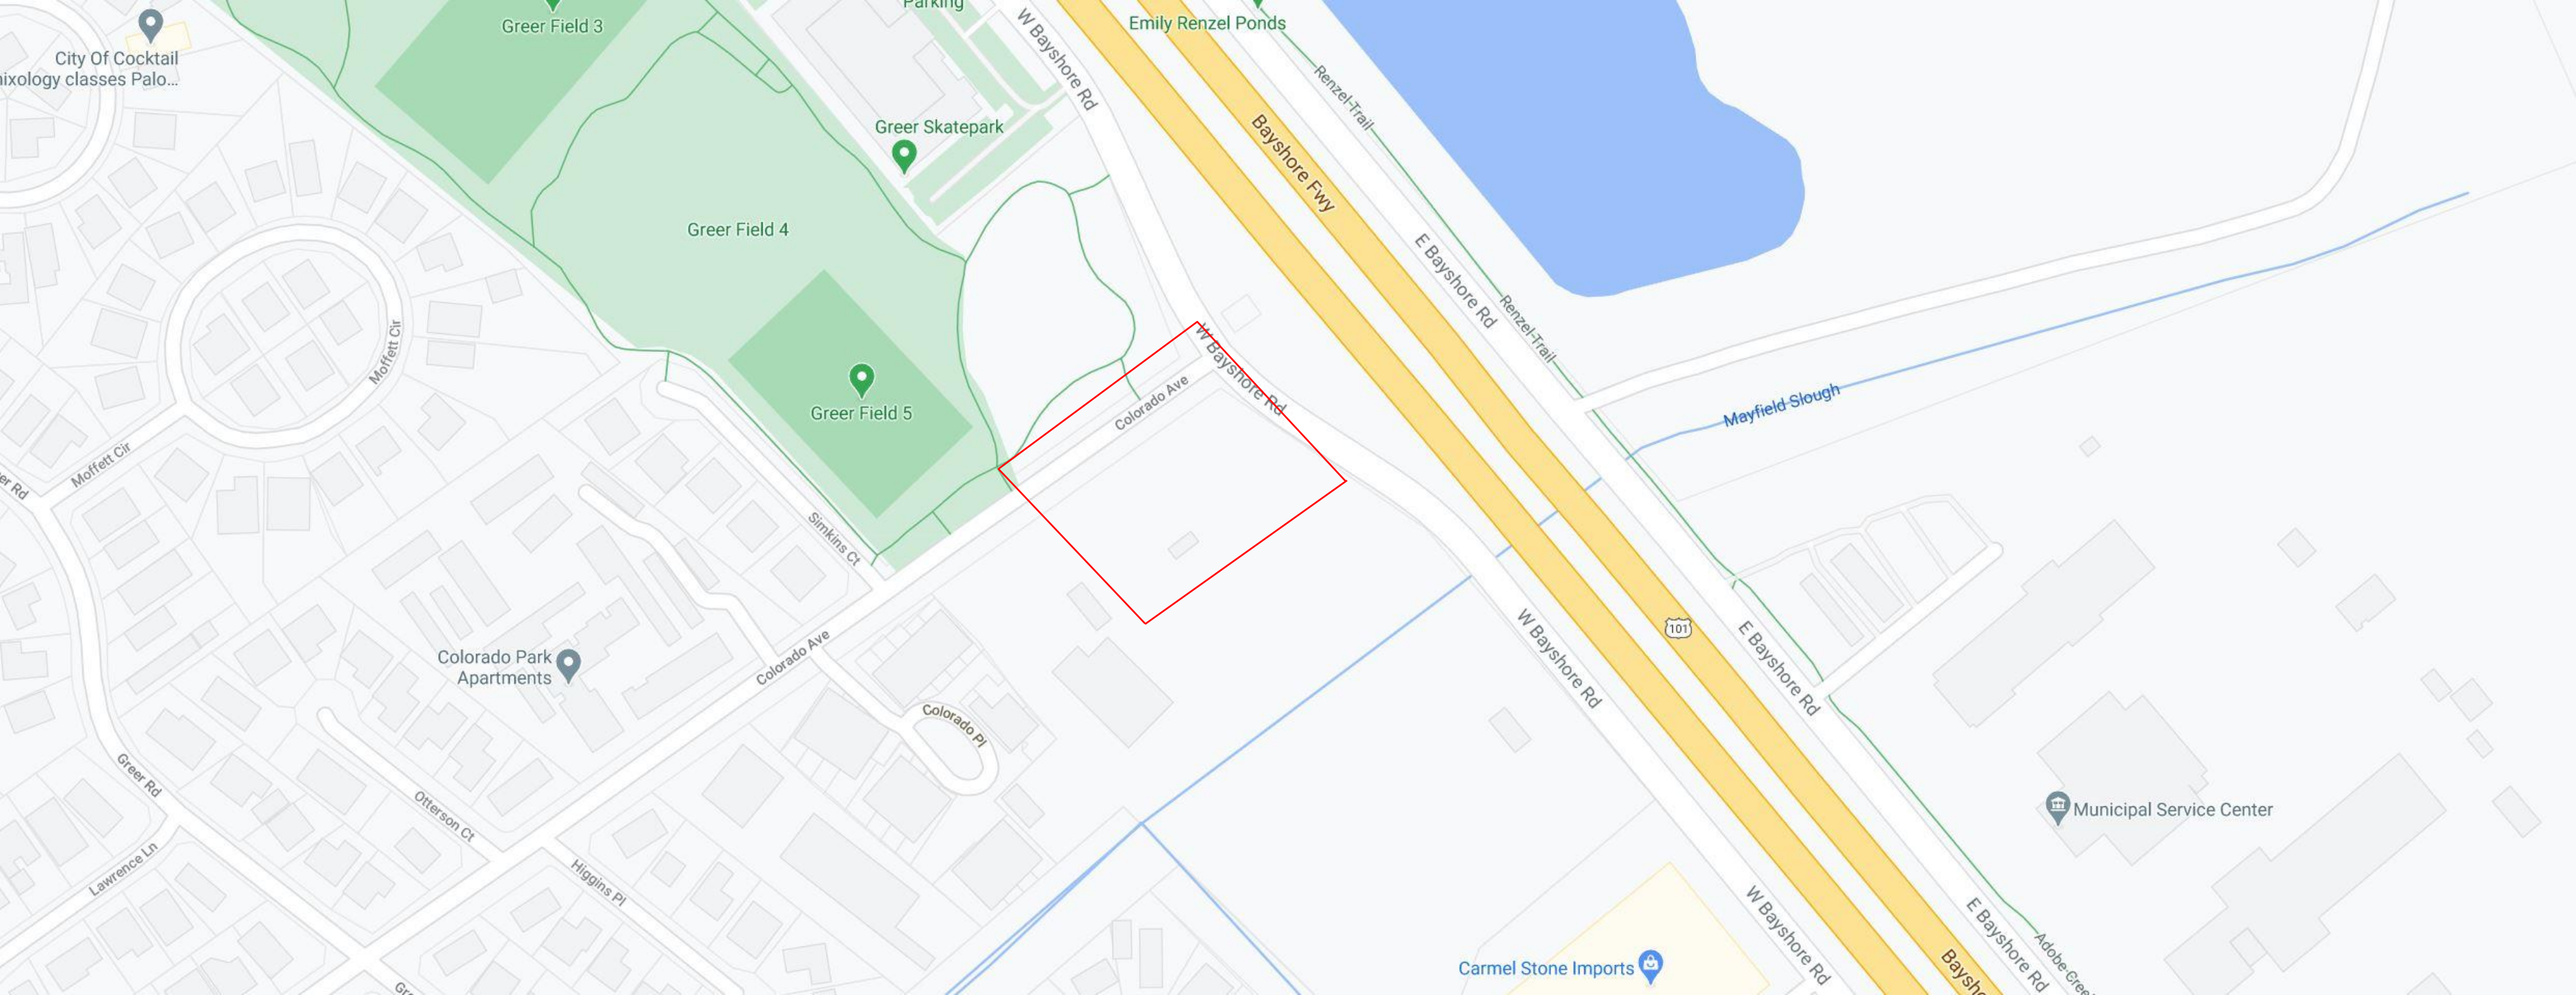 Parking
Greer Field 3
Emily Renzel Ponds
W Bayshore Rd
City Of Cocktail
mixology classes Palo...
Renzel-Trail
Greer Skatepark
Bayshore Fwy
Greer Field 4
E Bayshore Rd
Renzel-Trail
Moffett Cir
W Bayshore Rd
Colorado Ave
Mayfield Slough
Greer Field 5
Moffett Cir
er Rd
Simkins Ct
101
W Bayshore Rd
E Bayshore Rd
Colorado Park
Apartments
Colorado Ave
Colorado Pl
Greer Rd
Otterson Ct
Municipal Service Center
Lawrence Ln
Higgins Pl
W Bayshore Rd
E Bayshore Rd
Carmel Stone Imports
Baysho
Adobe Cree
Gre